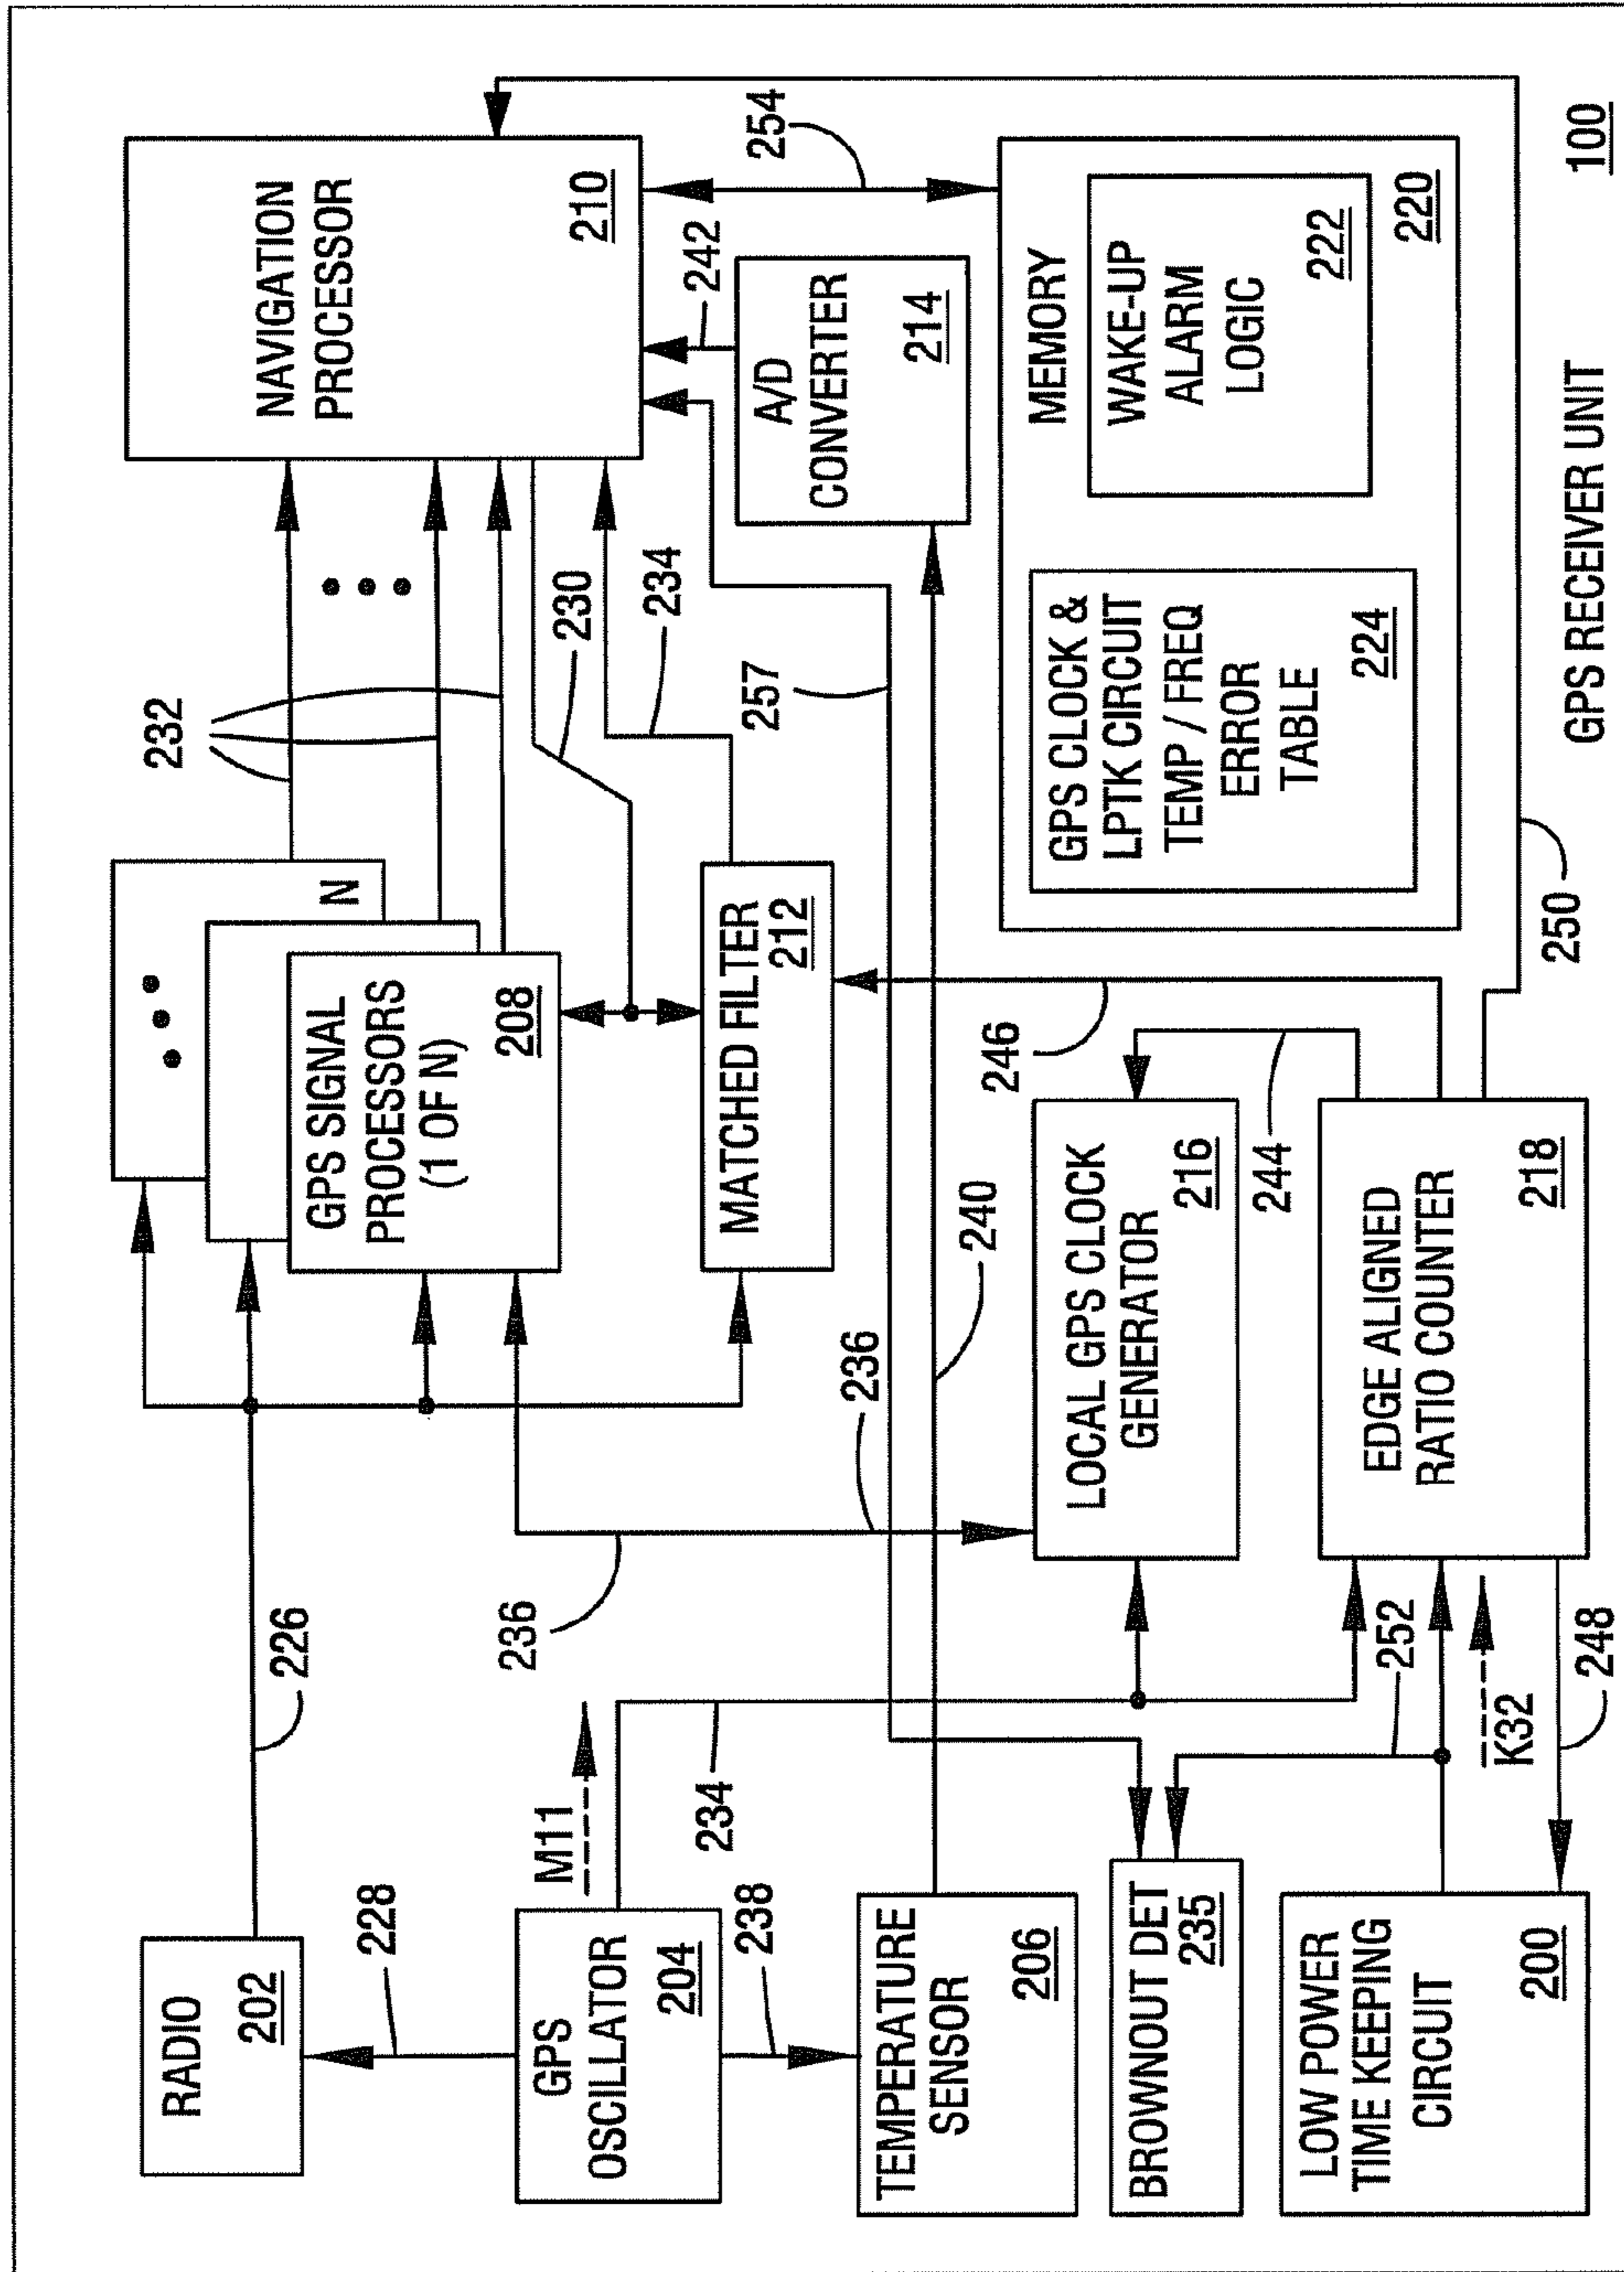 RADIO
202
228
226
GPS
OSCILLATOR
204
M11
234
238
TEMPERATURE
SENSOR
206
BROWNOUT DET
235
LOW POWER
TIME KEEPING
CIRCUIT
200
252
K32
248
236
236
240
N
GPS SIGNAL
PROCESSORS
(1 OF N)
208
MATCHED FILTER
212
246
LOCAL GPS CLOCK
GENERATOR
216
244
EDGE ALIGNED
RATIO COUNTER
218
232
230
234
257
250
NAVIGATION
PROCESSOR
210
242
254
A/D
CONVERTER
214
MEMORY
WAKE-UP
ALARM
LOGIC
222
220
GPS CLOCK &
LPTK CIRCUIT
TEMP / FREQ
ERROR
TABLE
224
GPS RECEIVER UNIT
100